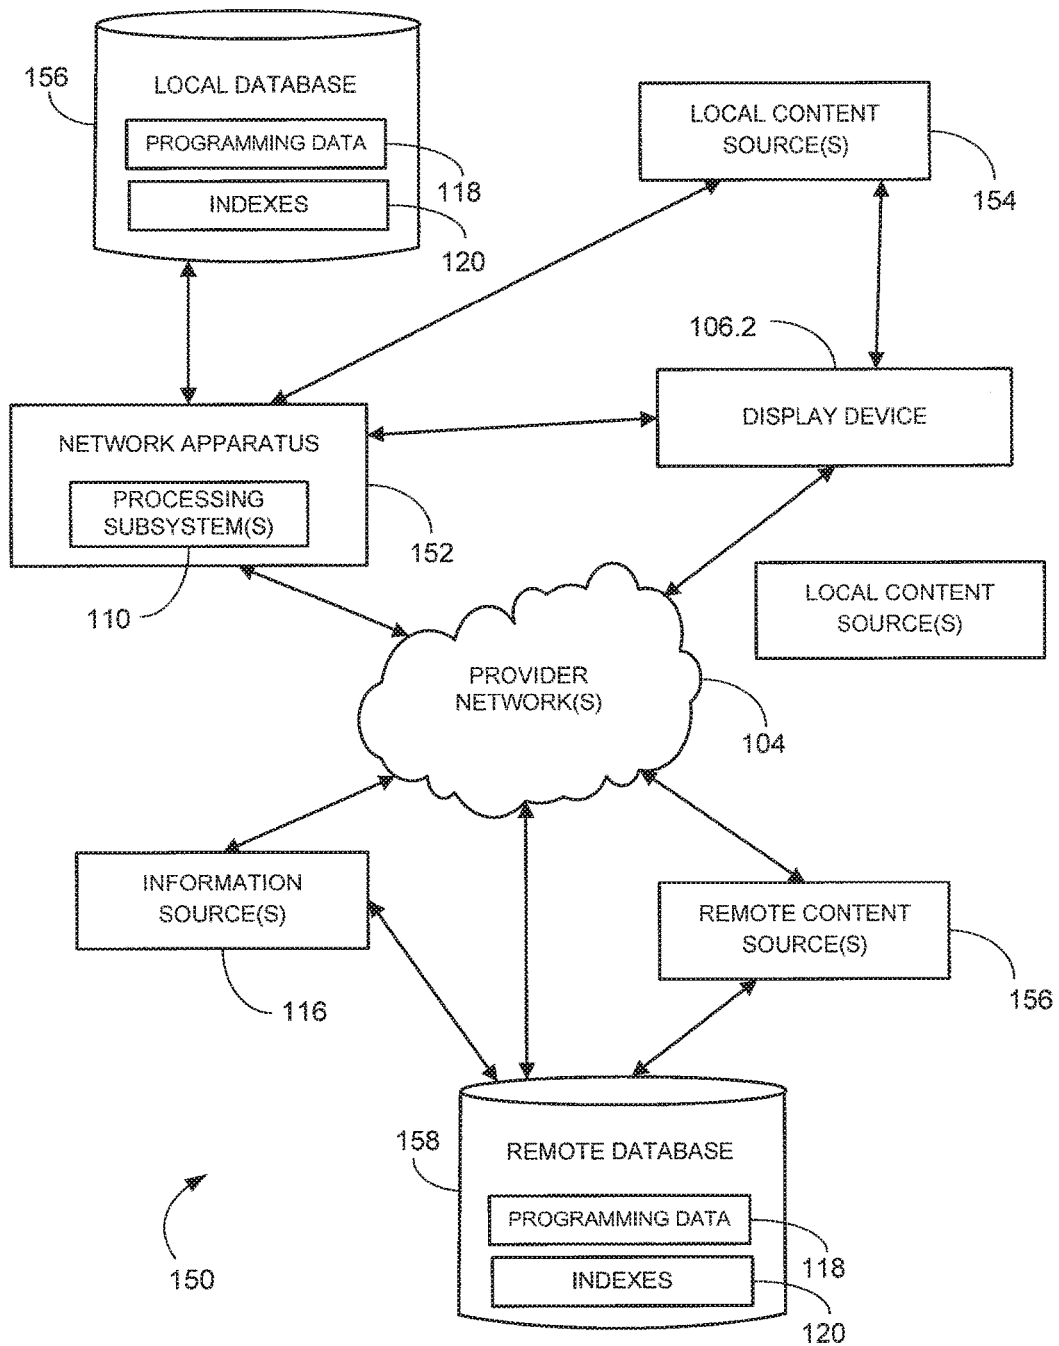 156
LOCAL DATABASE
PROGRAMMING DATA
118
INDEXES
120
LOCAL CONTENT
SOURCE(S)
154
106.2
DISPLAY DEVICE
NETWORK APPARATUS
PROCESSING
SUBSYSTEM(S)
152
110
LOCAL CONTENT
SOURCE(S)
PROVIDER
NETWORK(S)
104
INFORMATION
SOURCE(S)
116
REMOTE CONTENT
SOURCE(S)
156
158
REMOTE DATABASE
PROGRAMMING DATA
118
INDEXES
120
150